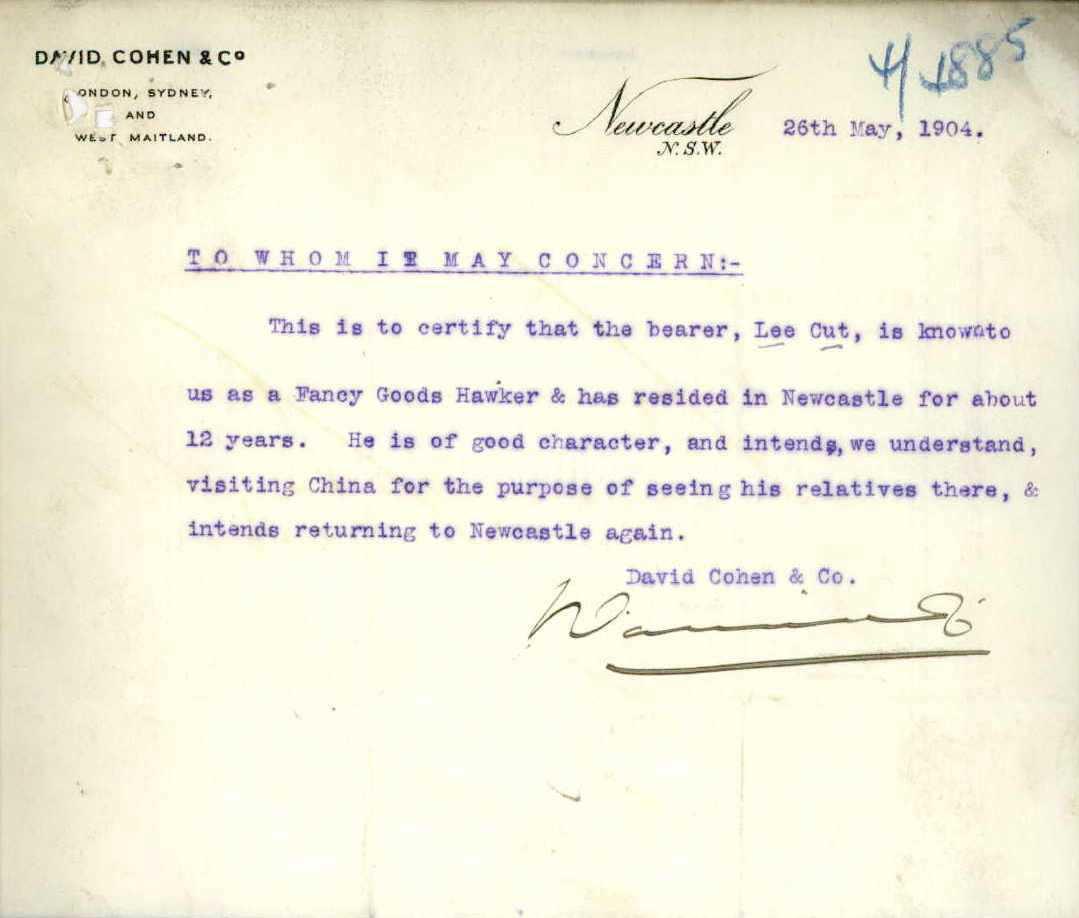 DAVID COHEN & Co
LONDON, SYDNEY,
AND
WEST MAITLAND.
4/1885
Newcastle
N.S.W.
26th May, 1904.
TO WHOM IT MAY CONCERN:-
This is to certify that the bearer, Lee Cut, is known to
us as a Fancy Goods Hawker & has resided in Newcastle for about
12 years. He is of good character, and intends, we understand,
visiting China for the purpose of seeing his relatives there, &
intends returning to Newcastle again.
David Cohen & Co.